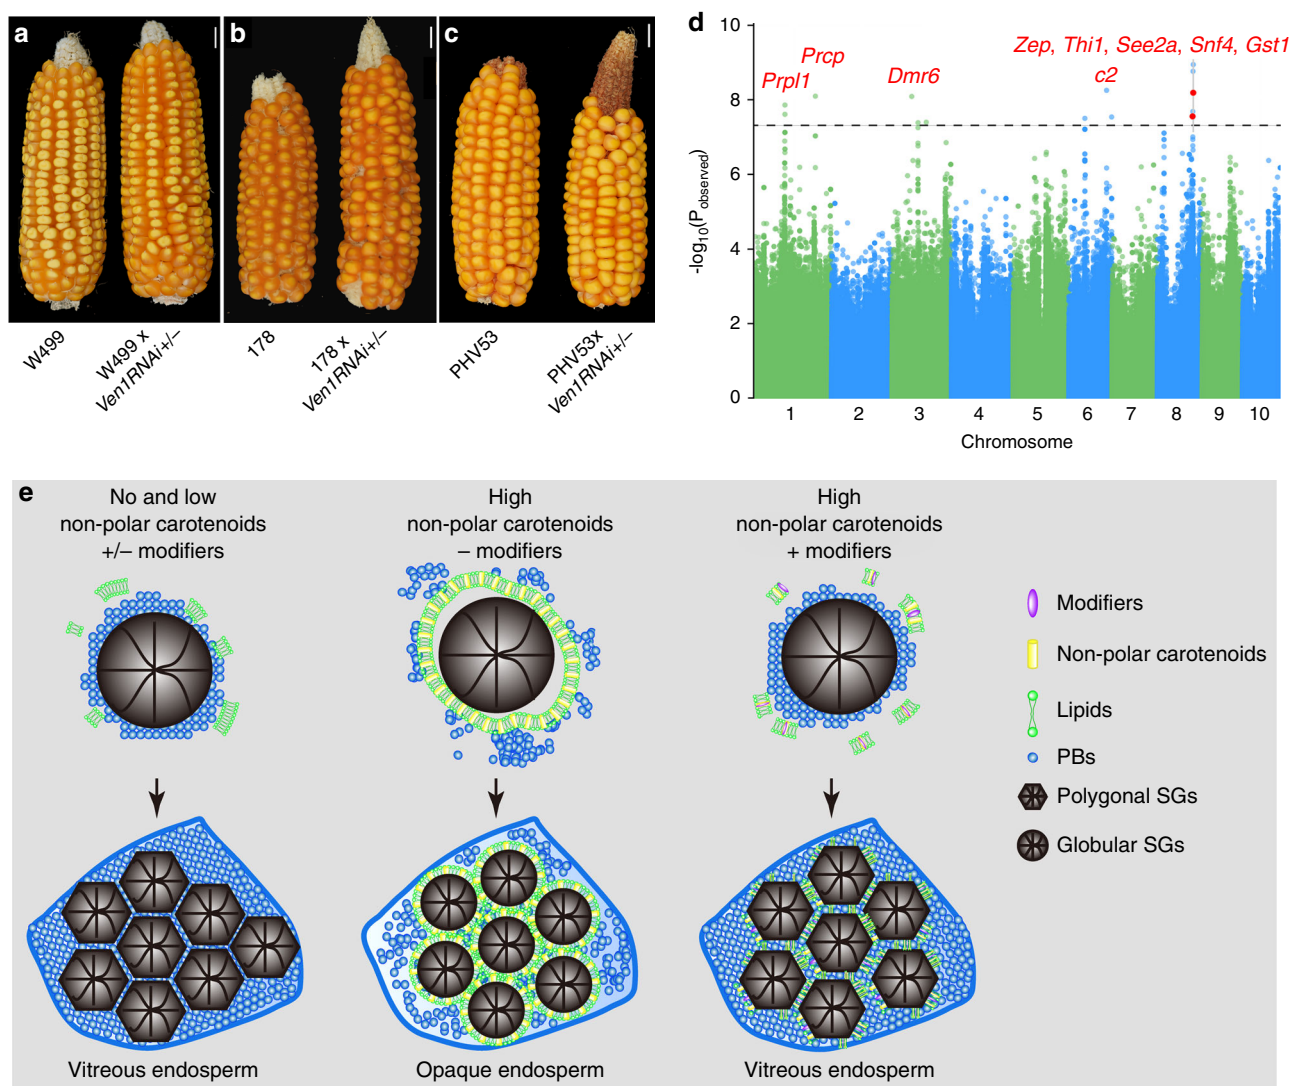 a
b
c
W499
W499 x
Ven1RNAi+/–
178
178 x
Ven1RNAi+/–
PHV53
PHV53x
Ven1RNAi+/–
d
Zep, Thi1, See2a, Snf4, Gst1
Prcp
Prpl1
Dmr6
c2
-log10(Pobserved)
10
8
6
4
2
0
1 2 3 4 5 6 7 8 9 10
Chromosome
e
No and low
non-polar carotenoids
+/– modifiers
High
non-polar carotenoids
– modifiers
High
non-polar carotenoids
+ modifiers
Modifiers
Non-polar carotenoids
Lipids
PBs
Polygonal SGs
Globular SGs
Vitreous endosperm
Opaque endosperm
Vitreous endosperm